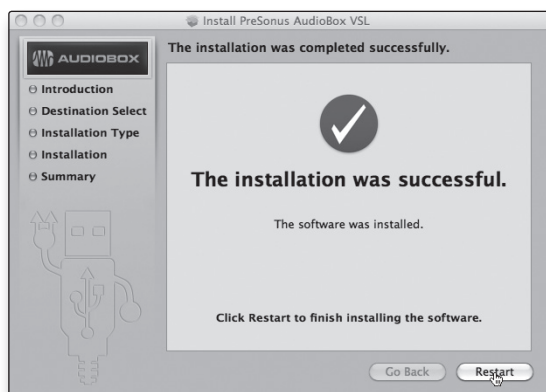 Install PreSonus AudioBox VSL
The installation was completed successfully.
AUDIOBOX
Introduction
Destination Select
Installation Type
Installation
Summary
The installation was successful.
The software was installed.
Click Restart to finish installing the software.
Go Back
Restart